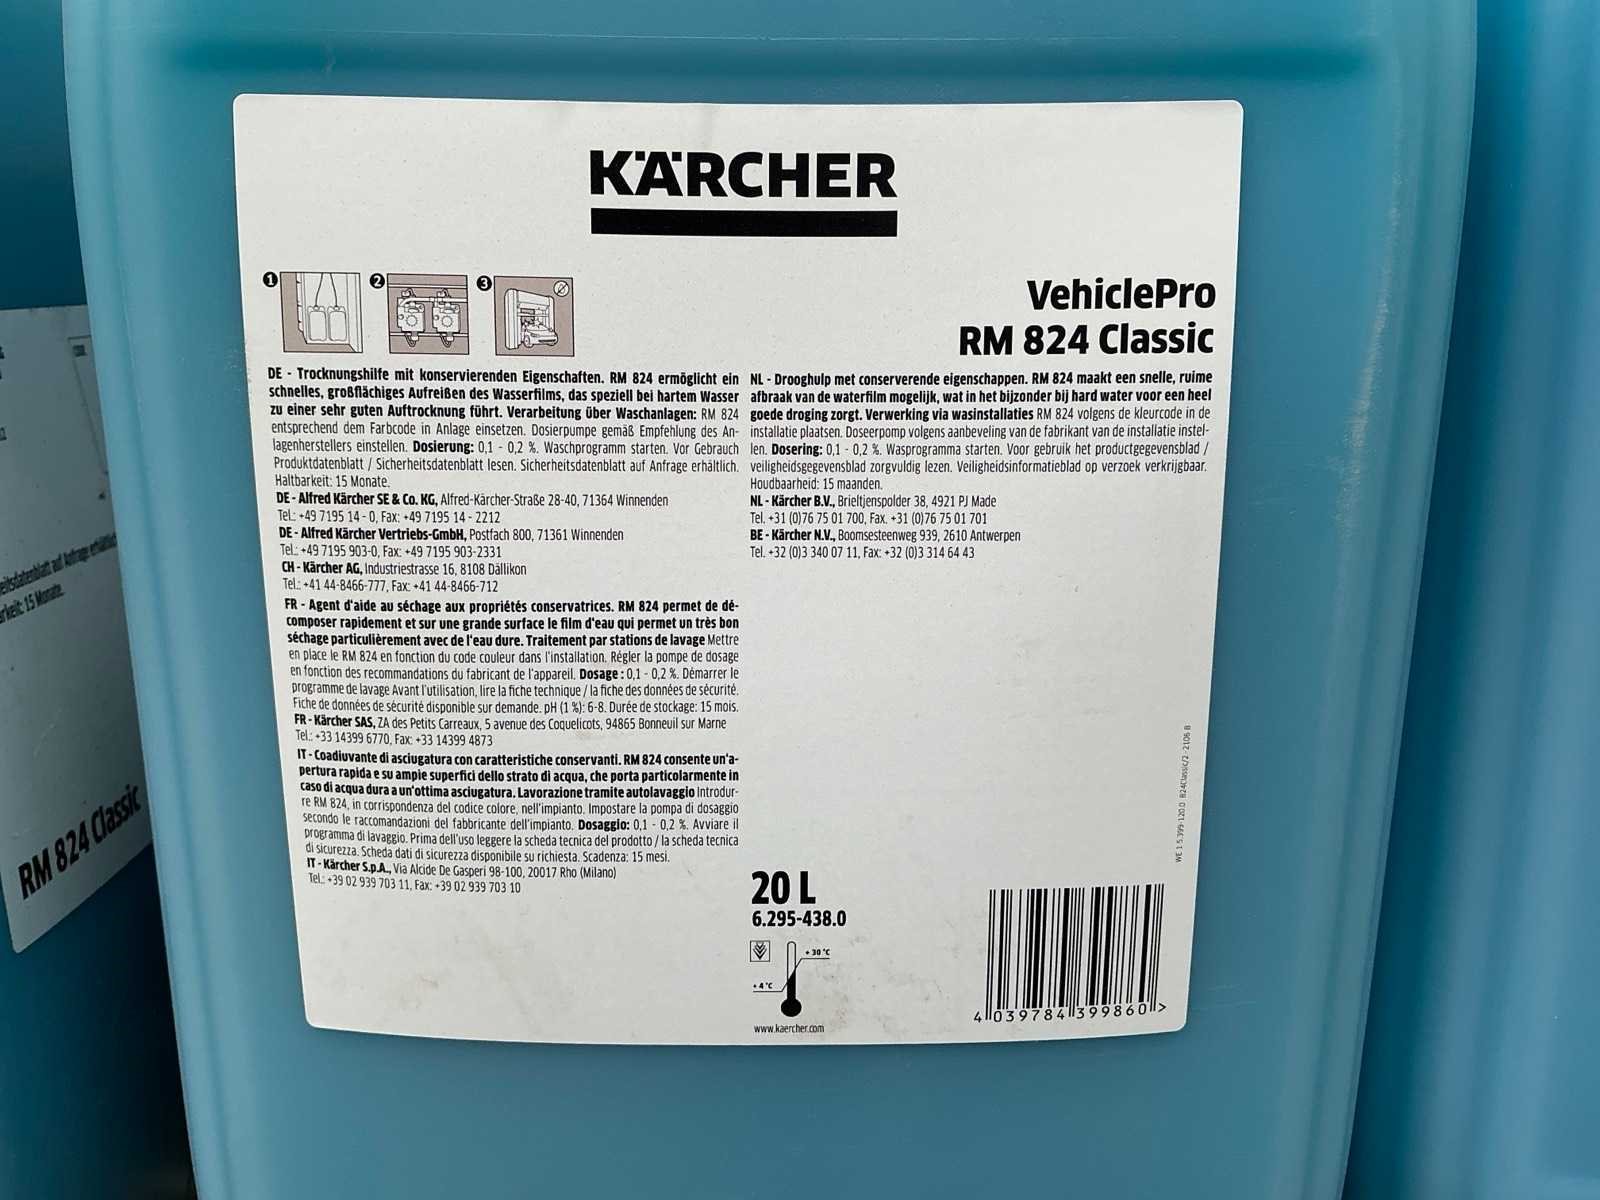 KÄRCHER
1
2
3
VehiclePro
RM 824 Classic
DE - Trocknungshilfe mit konservierenden Eigenschaften. RM 824 ermöglicht ein
schnelles, großflächiges Aufreißen des Wasserfilms, das speziell bei hartem Wasser
zu einer sehr guten Auftrocknung führt. Verarbeitung über Waschanlagen: RM 824
entsprechend dem Farbcode in Anlage einsetzen. Dosierpumpe gemäß Empfehlung des An-
lagenherstellers einstellen. Dosierung: 0,1 - 0,2 %. Waschprogramm starten. Vor Gebrauch
Produktdatenblatt / Sicherheitsdatenblatt lesen. Sicherheitsdatenblatt auf Anfrage erhältlich.
Haltbarkeit: 15 Monate.
DE - Alfred Kärcher SE & Co. KG, Alfred-Kärcher-Straße 28-40, 71364 Winnenden
Tel.: +49 7195 14 - 0, Fax: +49 7195 14 - 2212
DE - Alfred Kärcher Vertriebs-GmbH, Postfach 800, 71361 Winnenden
Tel.: +49 7195 903-0, Fax: +49 7195 903-2331
CH - Kärcher AG, Industriestrasse 16, 8108 Dällikon
Tel.: +41 44-8466-777, Fax: +41 44-8466-712
FR - Agent d'aide au séchage aux propriétés conservatrices. RM 824 permet de dé-
composer rapidement et sur une grande surface le film d'eau qui permet un très bon
séchage particulièrement avec de l'eau dure. Traitement par stations de lavage Mettre
en place le RM 824 en fonction du code couleur dans l'installation. Régler la pompe de dosage
en fonction des recommandations du fabricant de l'appareil. Dosage : 0,1 - 0,2 %. Démarrer le
programme de lavage Avant l'utilisation, lire la fiche technique / la fiche des données de sécurité.
Fiche de données de sécurité disponible sur demande. pH (1 %): 6-8. Durée de stockage: 15 mois.
FR - Kärcher SAS, ZA des Petits Carreaux, 5 avenue des Coquelicots, 94865 Bonneuil sur Marne
Tel.: +33 14399 6770, Fax: +33 14399 4873
IT - Coadiuvante di asciugatura con caratteristiche conservanti. RM 824 consente un'a-
pertura rapida e su ampie superfici dello strato di acqua, che porta particolarmente in
caso di acqua dura a un'ottima asciugatura. Lavorazione tramite autolavaggio Introdur-
re RM 824, in corrispondenza del codice colore, nell'impianto. Impostare la pompa di dosaggio
secondo le raccomandazioni del fabbricante dell'impianto. Dosaggio: 0,1 - 0,2 %. Avviare il
programma di lavaggio. Prima dell'uso leggere la scheda tecnica del prodotto / la scheda tecnica
di sicurezza. Scheda dati di sicurezza disponibile su richiesta. Scadenza: 15 mesi.
IT - Kärcher S.p.A., Via Alcide De Gasperi 98-100, 20017 Rho (Milano)
Tel.: +39 02 939 703 11, Fax: +39 02 939 703 10
NL - Drooghulp met conserverende eigenschappen. RM 824 maakt een snelle, ruime
afbraak van de waterfilm mogelijk, wat in het bijzonder bij hard water voor een heel
goede droging zorgt. Verwerking via wasinstallaties RM 824 volgens de kleurcode in de
installatie plaatsen. Doseerpomp volgens aanbeveling van de fabrikant van de installatie instel-
len. Dosering: 0,1 - 0,2 %. Wasprogramma starten. Voor gebruik het productgegevensblad /
veiligheidsgegevensblad zorgvuldig lezen. Veiligheidsinformatieblad op verzoek verkrijgbaar.
Houdbaarheid: 15 maanden.
NL - Kärcher B.V., Brieltjenspolder 38, 4921 PJ Made
Tel. +31 (0)76 75 01 700, Fax. +31 (0)76 75 01 701
BE - Kärcher N.V., Boomsesteenweg 939, 2610 Antwerpen
Tel. +32 (0)3 340 07 11, Fax: +32 (0)3 314 64 43
WE 1 5.399-120.0 824Classic/2 - 2106 B
20 L
6.295-438.0
+ 30 °C
+ 4 °C
www.kaercher.com
4 039784 399860 >
eitsdatenblatt auf Anfrage erhältlich
rkeit: 15 Monate.
RM 824 Classic